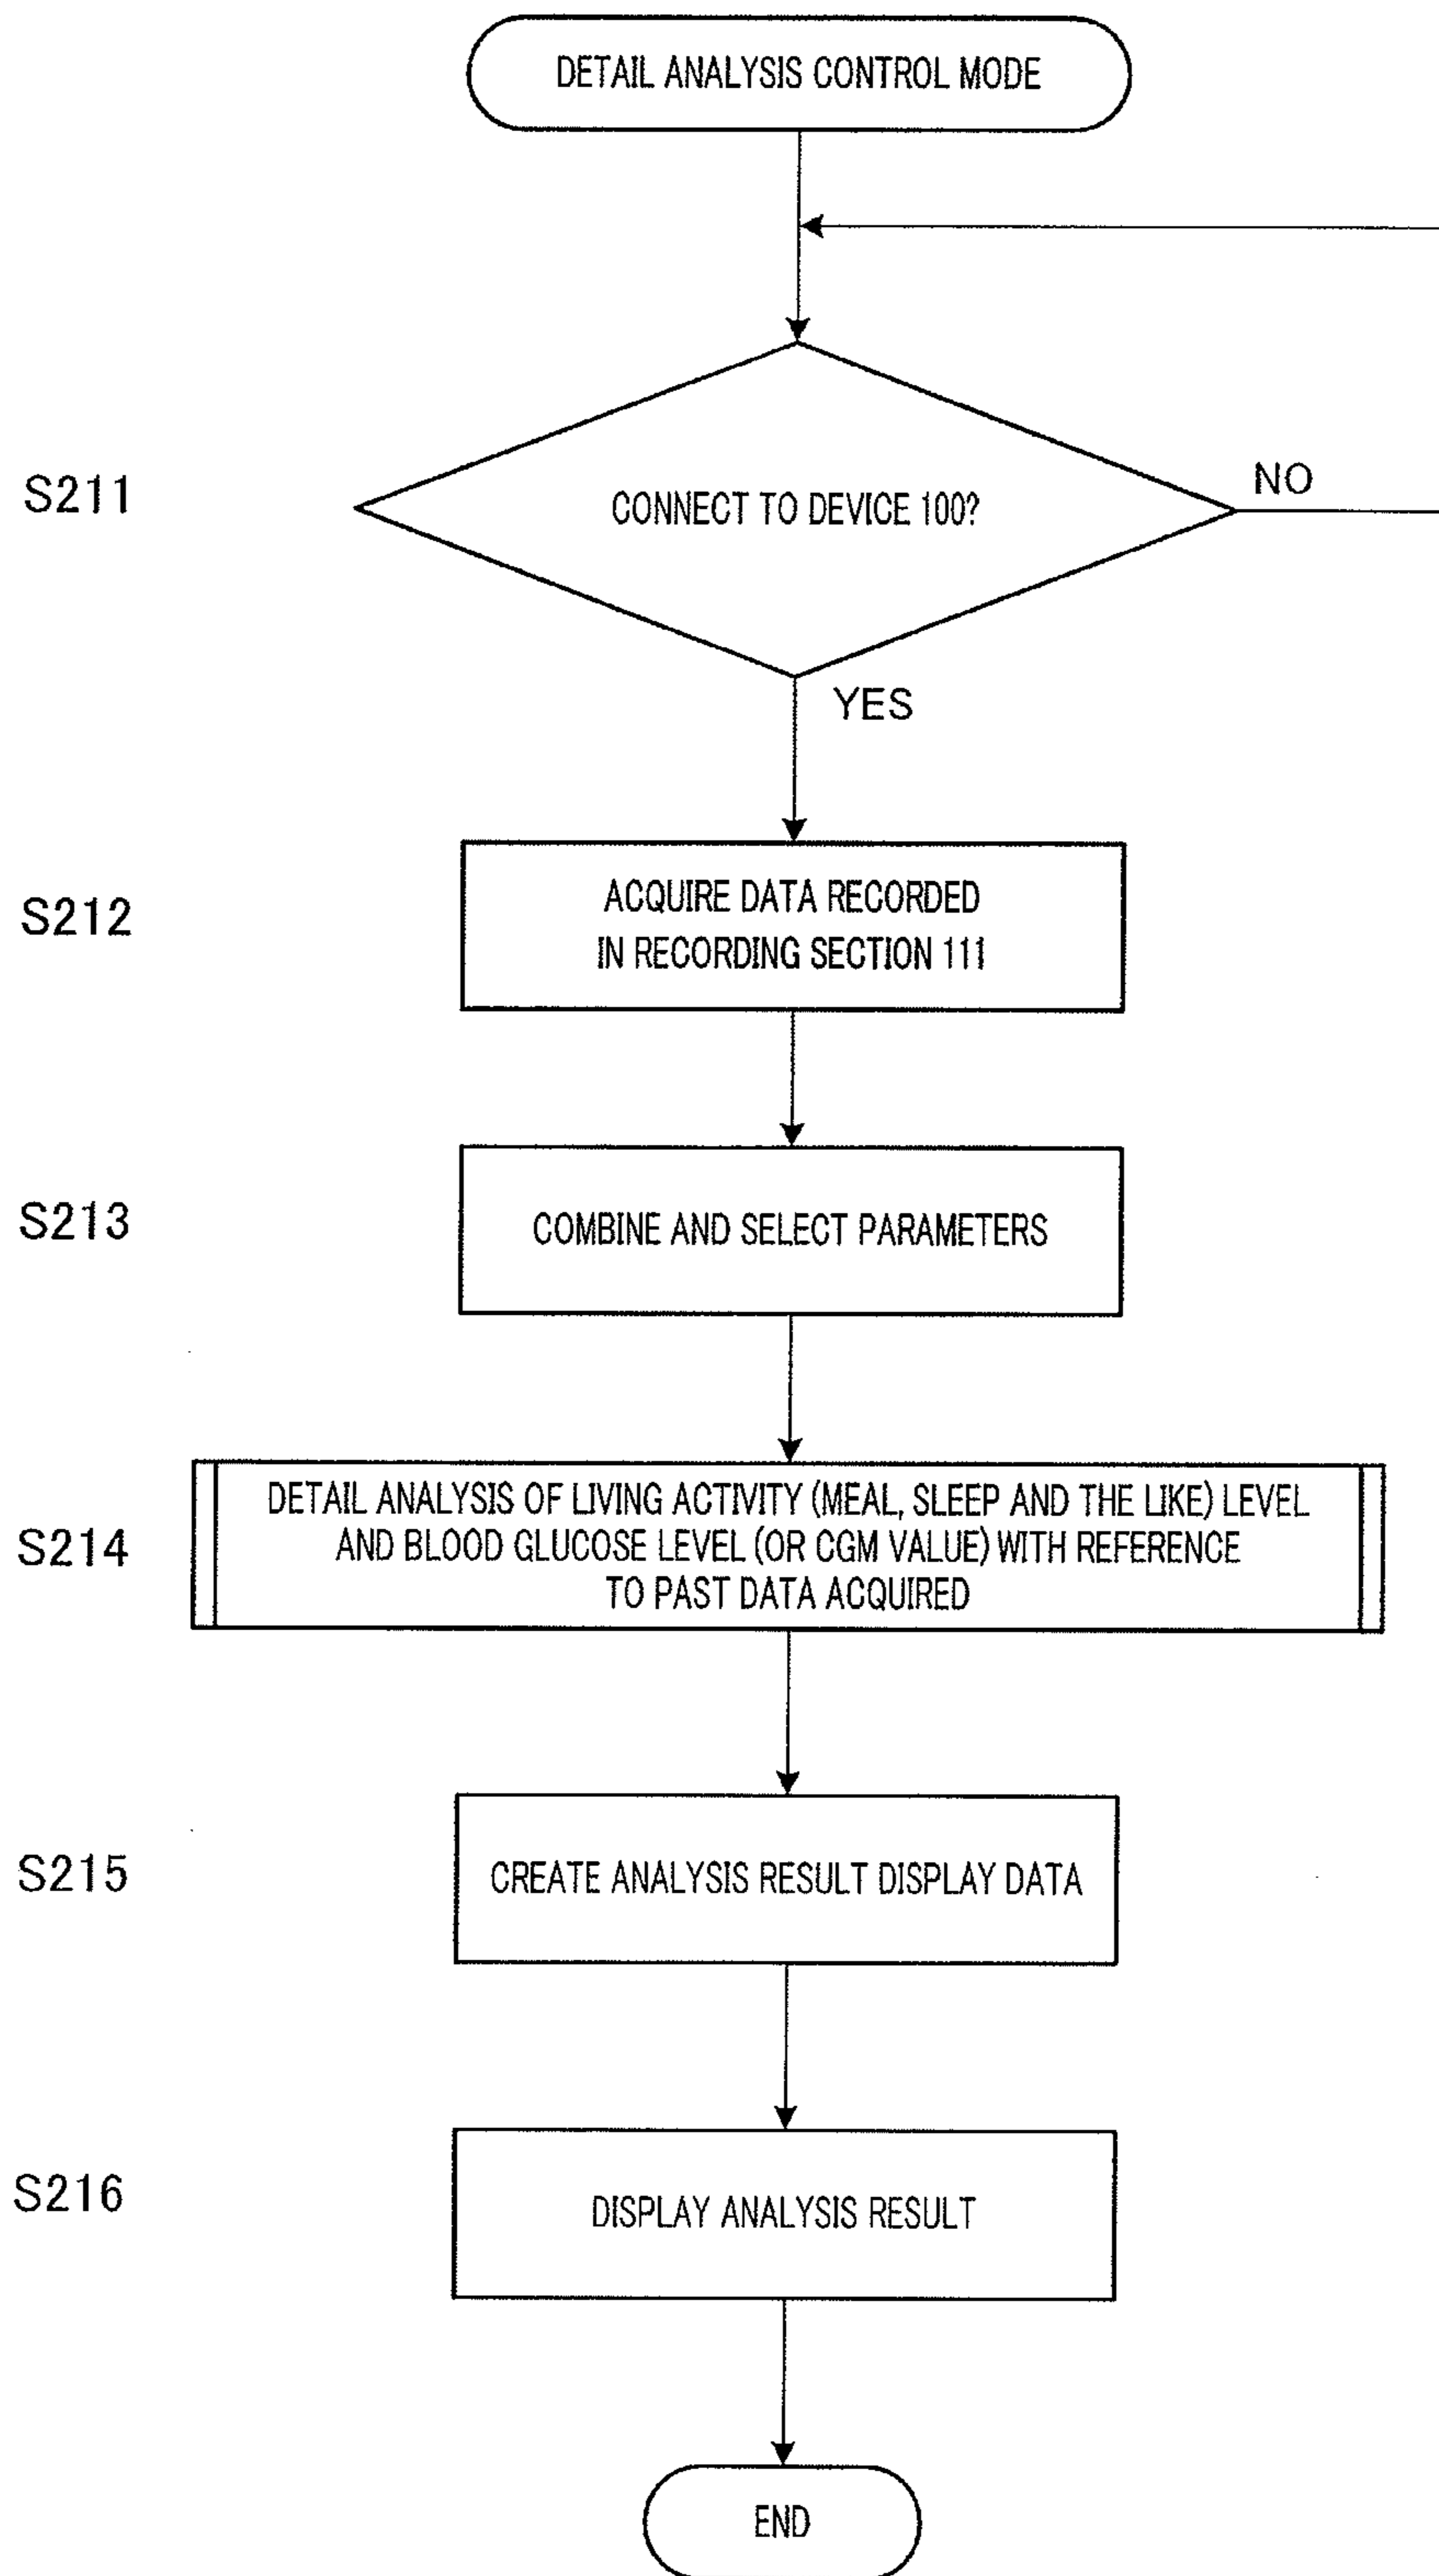 DETAIL ANALYSIS CONTROL MODE
S211
CONNECT TO DEVICE 100?
NO
YES
S212
ACQUIRE DATA RECORDED
IN RECORDING SECTION 111
S213
COMBINE AND SELECT PARAMETERS
S214
DETAIL ANALYSIS OF LIVING ACTIVITY (MEAL, SLEEP AND THE LIKE) LEVEL
AND BLOOD GLUCOSE LEVEL (OR CGM VALUE) WITH REFERENCE
TO PAST DATA ACQUIRED
S215
CREATE ANALYSIS RESULT DISPLAY DATA
S216
DISPLAY ANALYSIS RESULT
END